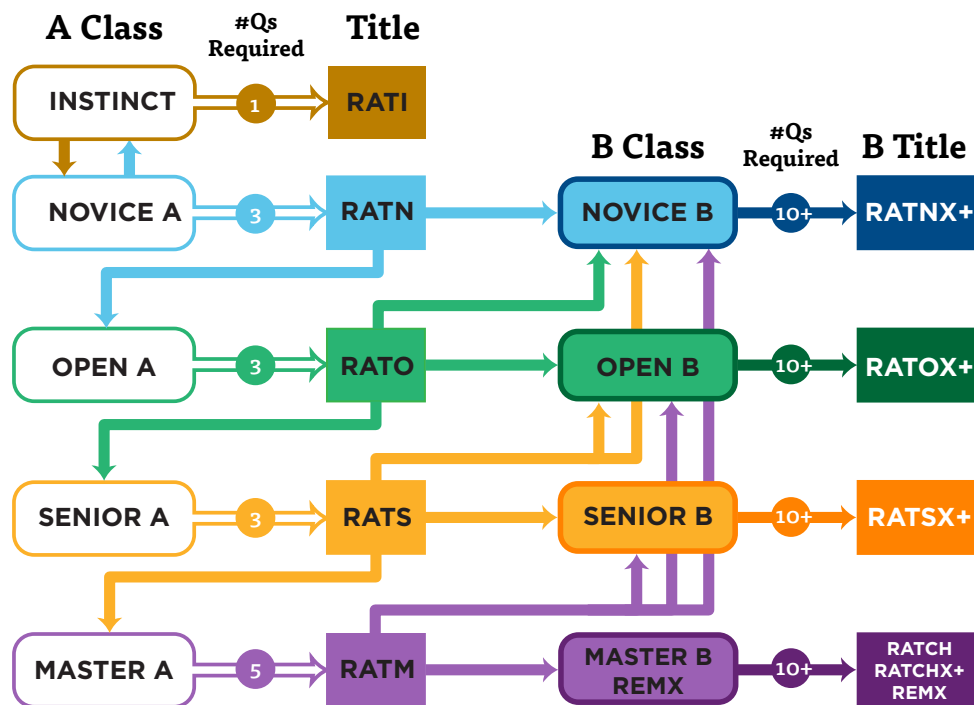 A Class
#Qs
Required
Title
INSTINCT
1
RATI
B Class
#Qs
Required
B Title
NOVICE A
3
RATN
NOVICE B
10+
RATNX+
OPEN A
3
RATO
OPEN B
10+
RATOX+
SENIOR A
3
RATS
SENIOR B
10+
RATSX+
MASTER A
5
RATM
MASTER B
REMX
10+
RATCH
RATCHX+
REMX